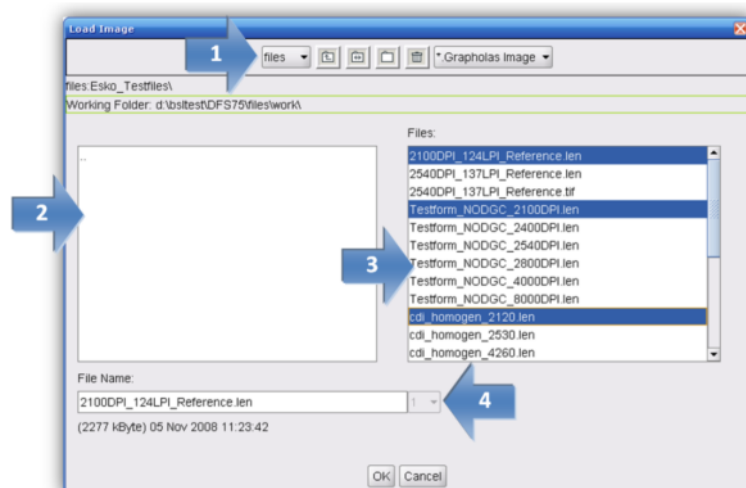 Load Image
1
files
*.Grapholas Image
files:Esko_Testfiles\
Working Folder: d:\bsltest\DFS75\files\work\
Files:
..
2100DPI_124LPI_Reference.len
2540DPI_137LPI_Reference.len
2540DPI_137LPI_Reference.tif
2
Testform_NODGC_2100DPI.len
Testform_NODGC_2400DPI.len
Testform_NODGC_2540DPI.len
3
Testform_NODGC_2800DPI.len
Testform_NODGC_4000DPI.len
Testform_NODGC_8000DPI.len
cdi_homogen_2120.len
cdi_homogen_2530.len
cdi_homogen_4260.len
File Name:
2100DPI_124LPI_Reference.len
1
4
(2277 kByte) 05 Nov 2008 11:23:42
OK
Cancel